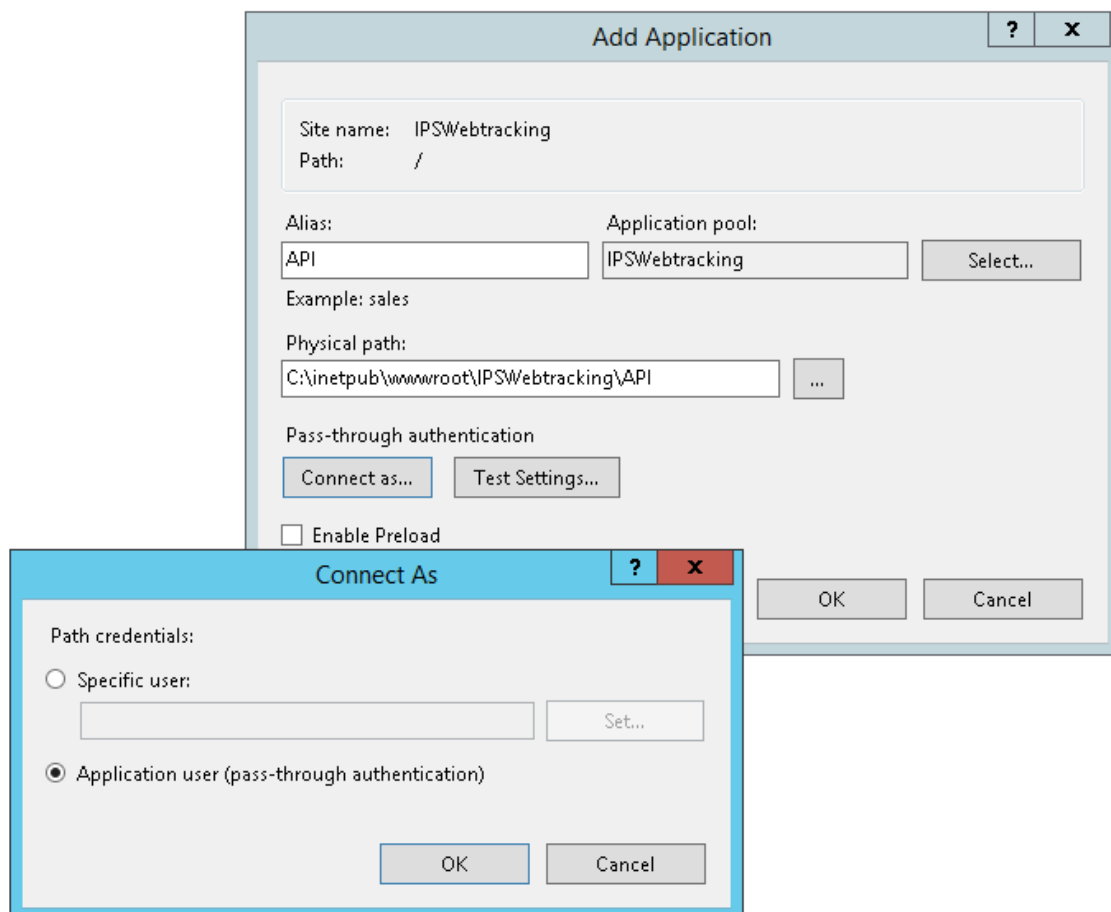 Add Application
?
x
Site name: IPSWebtracking
Path: /
Alias:
Application pool:
API
IPSWebtracking
Select...
Example: sales
Physical path:
C:\inetpub\wwwroot\IPSWebtracking\API
...
Pass-through authentication
Connect as...
Test Settings...
Enable Preload
OK
Cancel
Connect As
?
x
Path credentials:
Specific user:
Set...
Application user (pass-through authentication)
OK
Cancel